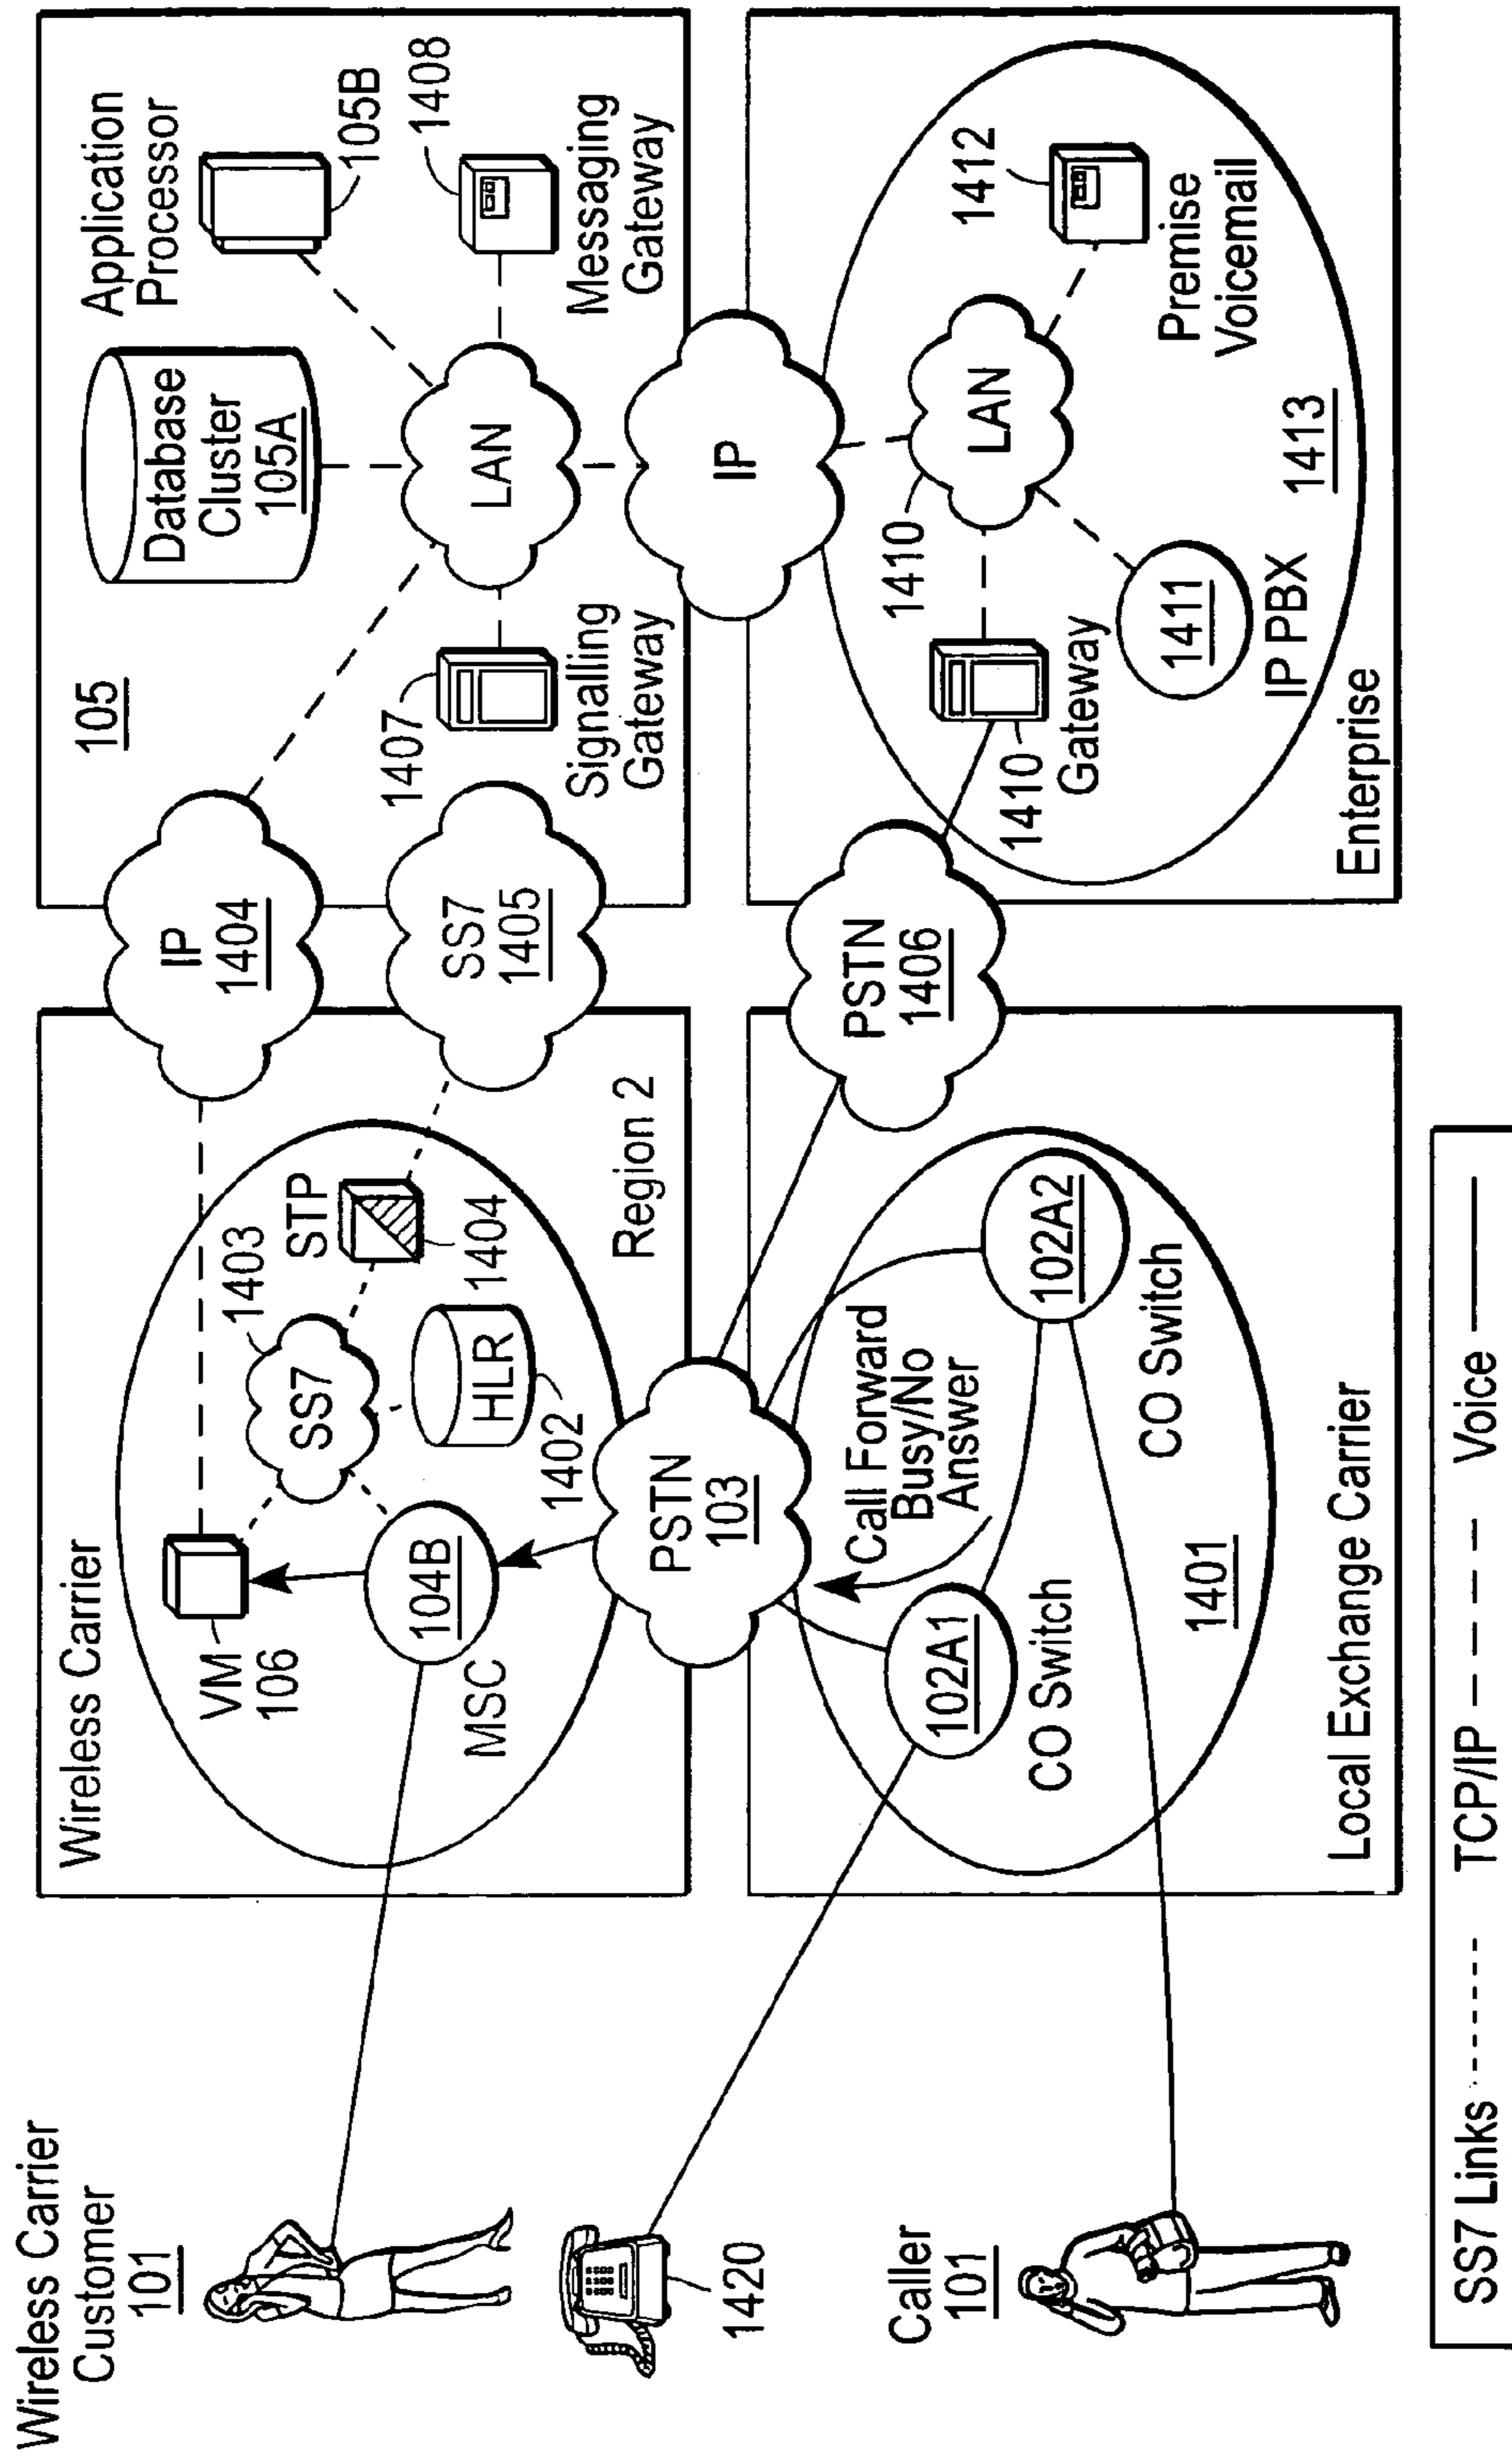 Wireless Carrier
Customer
101
1420
Caller
101
Wireless Carrier
VM
106
104B
MSC
SS7
1403
STP
1404
HLR
1402
Region 2
IP
1404
SS7
1405
105
Database
Cluster
105A
Application
Processor
105B
1408
Messaging
Gateway
LAN
1407
Signalling
Gateway
IP
PSTN
103
PSTN
1406
Call Forward
Busy/No
Answer
102A1
CO Switch
102A2
CO Switch
1401
Local Exchange Carrier
1410
LAN
1410
Gateway
1411
IP PBX
1412
Premise
Voicemail
1413
Enterprise
SS7 Links
TCP/IP
Voice